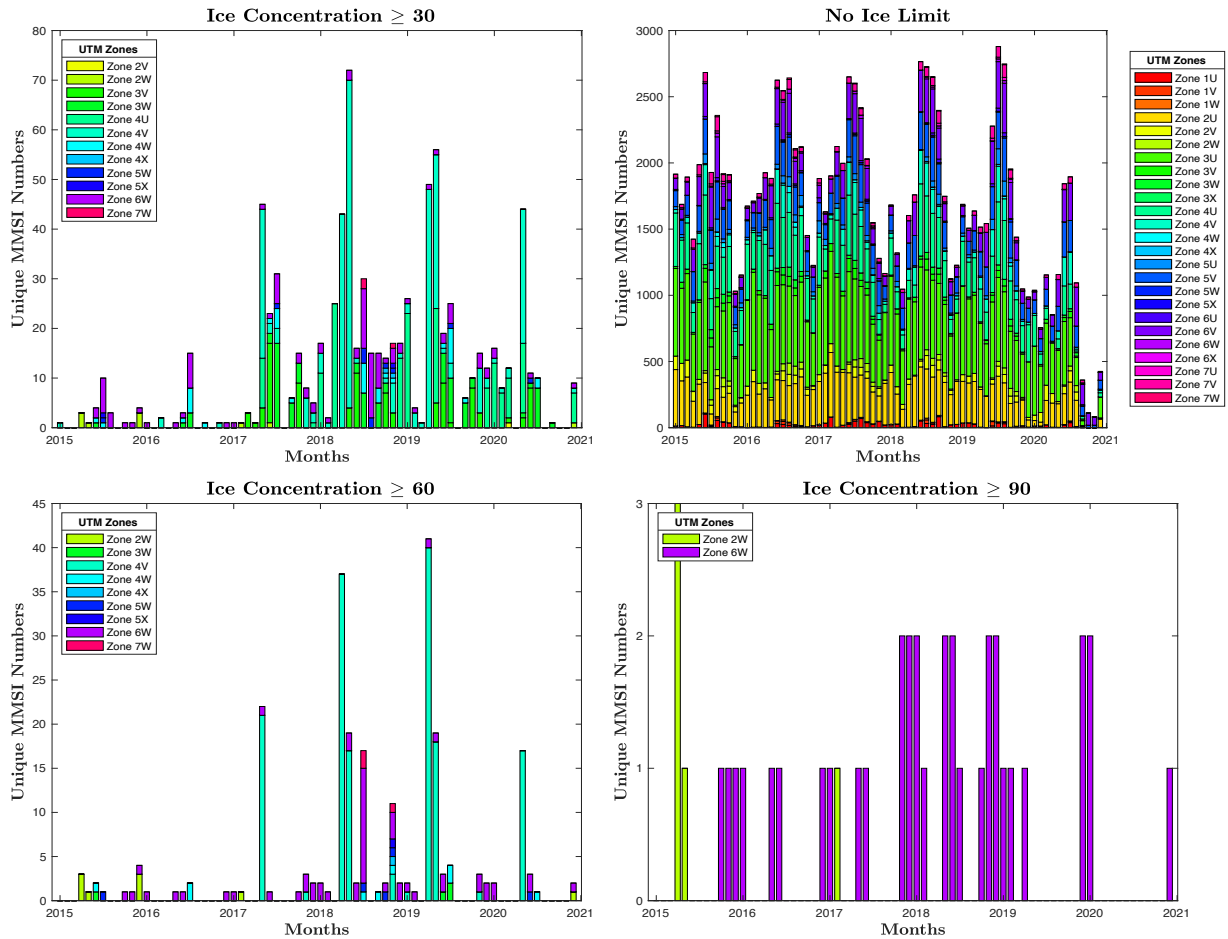 Ice Concentration ≥ 30
80
70
60
50
40
30
20
10
0
Unique MMSI Numbers
UTM Zones
Zone 2V
Zone 2W
Zone 3V
Zone 3W
Zone 4U
Zone 4V
Zone 4W
Zone 4X
Zone 5W
Zone 5X
Zone 6W
Zone 7W
2015 2016 2017 2018 2019 2020 2021
Months
No Ice Limit
3000
2500
2000
1500
1000
500
0
Unique MMSI Numbers
2015 2016 2017 2018 2019 2020 2021
Months
UTM Zones
Zone 1U
Zone 1V
Zone 1W
Zone 2U
Zone 2V
Zone 2W
Zone 3U
Zone 3V
Zone 3W
Zone 3X
Zone 4U
Zone 4V
Zone 4W
Zone 4X
Zone 5U
Zone 5V
Zone 5W
Zone 5X
Zone 6U
Zone 6V
Zone 6W
Zone 6X
Zone 7U
Zone 7V
Zone 7W
Ice Concentration ≥ 60
45
40
35
30
25
20
15
10
5
0
Unique MMSI Numbers
UTM Zones
Zone 2W
Zone 3W
Zone 4V
Zone 4W
Zone 4X
Zone 5W
Zone 5X
Zone 6W
Zone 7W
2015 2016 2017 2018 2019 2020 2021
Months
Ice Concentration ≥ 90
3
2
1
0
Unique MMSI Numbers
UTM Zones
Zone 2W
Zone 6W
2015 2016 2017 2018 2019 2020 2021
Months